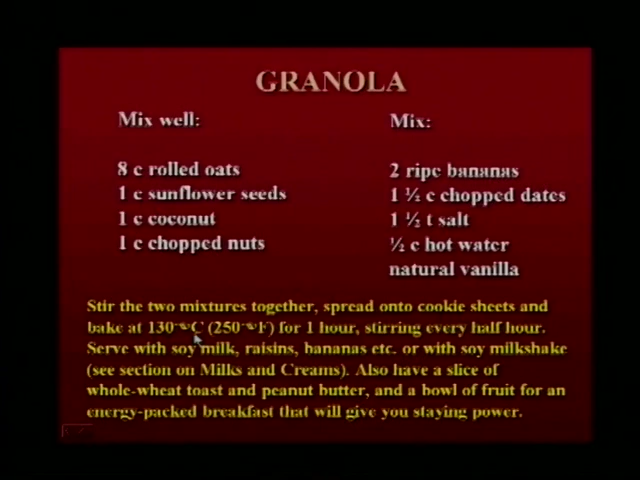 GRANOLA
Mix well:
8 c rolled oats
1 c sunflower seeds
1 c coconut
1 c chopped nuts
Mix:
2 ripe bananas
1 ½ c chopped dates
1 ½ t salt
½ c hot water
natural vanilla
Stir the two mixtures together, spread onto cookie sheets and
bake at 130 C (250 F) for 1 hour, stirring every half hour.
Serve with soy milk, raisins, bananas etc. or with soy milkshake
(see section on Milks and Creams). Also have a slice of
whole-wheat toast and peanut butter, and a bowl of fruit for an
energy-packed breakfast that will give you staying power.